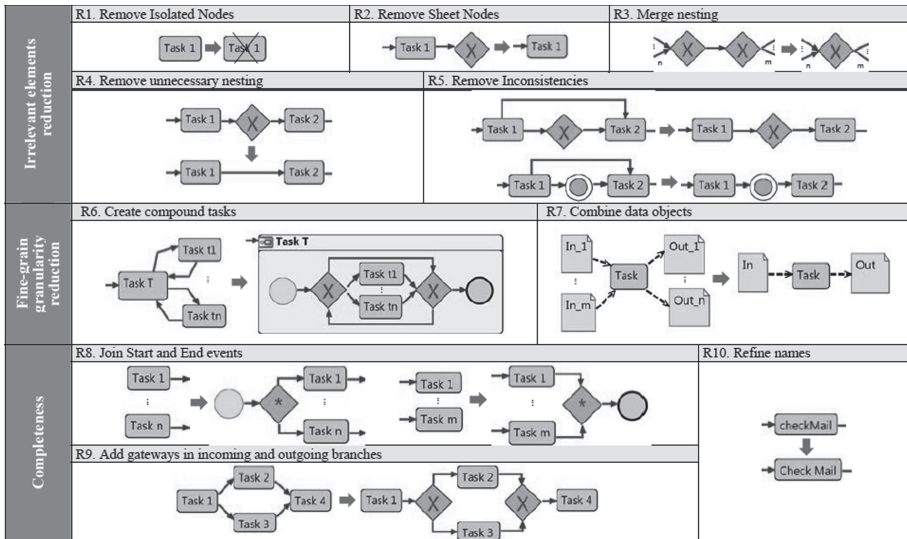 Irrelevant elements
reduction
R1. Remove Isolated Nodes
Task 1
Task 1
R2. Remove Sheet Nodes
Task 1
X
Task 1
R3. Merge nesting
X
X
X
n
m
n
m
R4. Remove unnecessary nesting
Task 1
X
Task 2
Task 1
Task 2
R5. Remove Inconsistencies
Task 1
X
Task 2
Task 1
X
Task 2
Task 1
Task 2
Task 1
Task 2
Fine-grain
granularity
reduction
R6. Create compound tasks
Task T
Task t1
Task tn
Task T
X
Task t1
Task tn
X
R7. Combine data objects
In_1
In_m
Task
Out_1
Out_n
In
Task
Out
Completeness
R8. Join Start and End events
Task 1
Task n
*
Task 1
Task n
Task 1
Task m
Task 1
Task m
*
R9. Add gateways in incoming and outgoing branches
Task 1
Task 2
Task 3
Task 4
Task 1
X
Task 2
Task 3
X
Task 4
R10. Refine names
checkMail
Check Mail